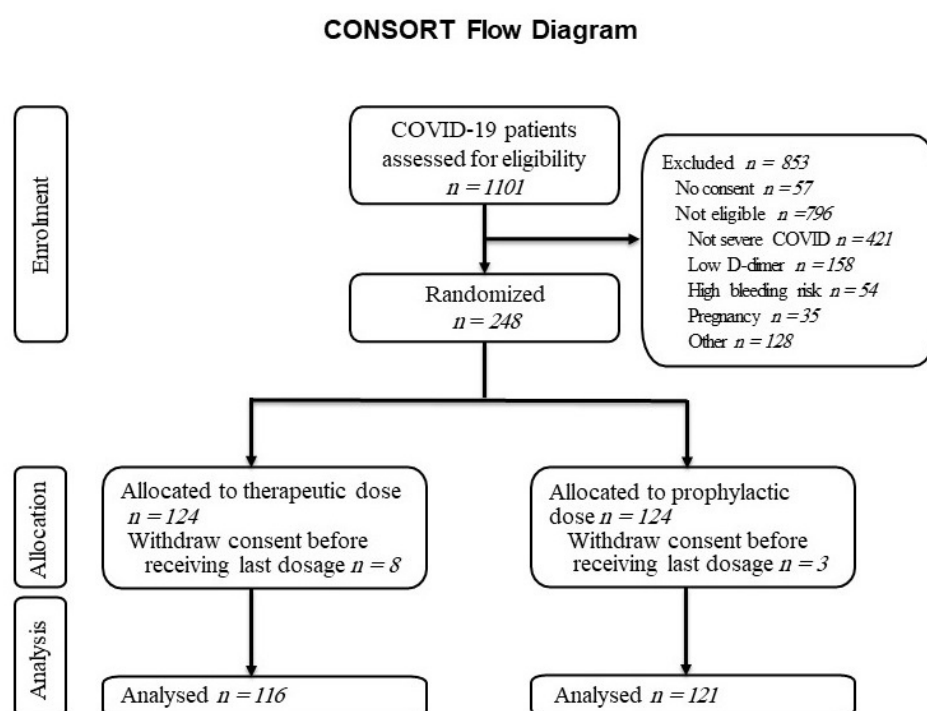 CONSORT Flow Diagram
Enrolment
COVID-19 patients
assessed for eligibility
n = 1101
Excluded n = 853
No consent n = 57
Not eligible n =796
Not severe COVID n = 421
Low D-dimer n = 158
High bleeding risk n = 54
Pregnancy n = 35
Other n = 128
Randomized
n = 248
Allocation
Allocated to therapeutic dose
n = 124
Withdraw consent before
receiving last dosage n = 8
Allocated to prophylactic
dose n = 124
Withdraw consent before
receiving last dosage n = 3
Analysis
Analysed n = 116
Analysed n = 121